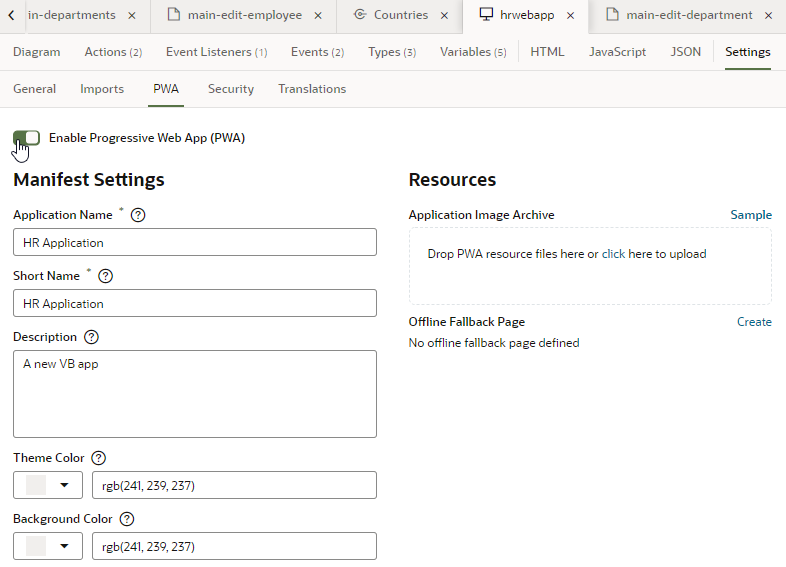 in-departments × main-edit-employee × Countries × hrwebapp × main-edit-department ×
Diagram Actions (2) Event Listeners (1) Events (2) Types (3) Variables (5) HTML JavaScript JSON Settings
General Imports PWA Security Translations
Enable Progressive Web App (PWA)
Manifest Settings
Application Name * ?
HR Application
Short Name * ?
HR Application
Description ?
A new VB app
Theme Color ?
rgb(241, 239, 237)
Background Color ?
rgb(241, 239, 237)
Resources
Application Image Archive Sample
Drop PWA resource files here or click here to upload
Offline Fallback Page Create
No offline fallback page defined